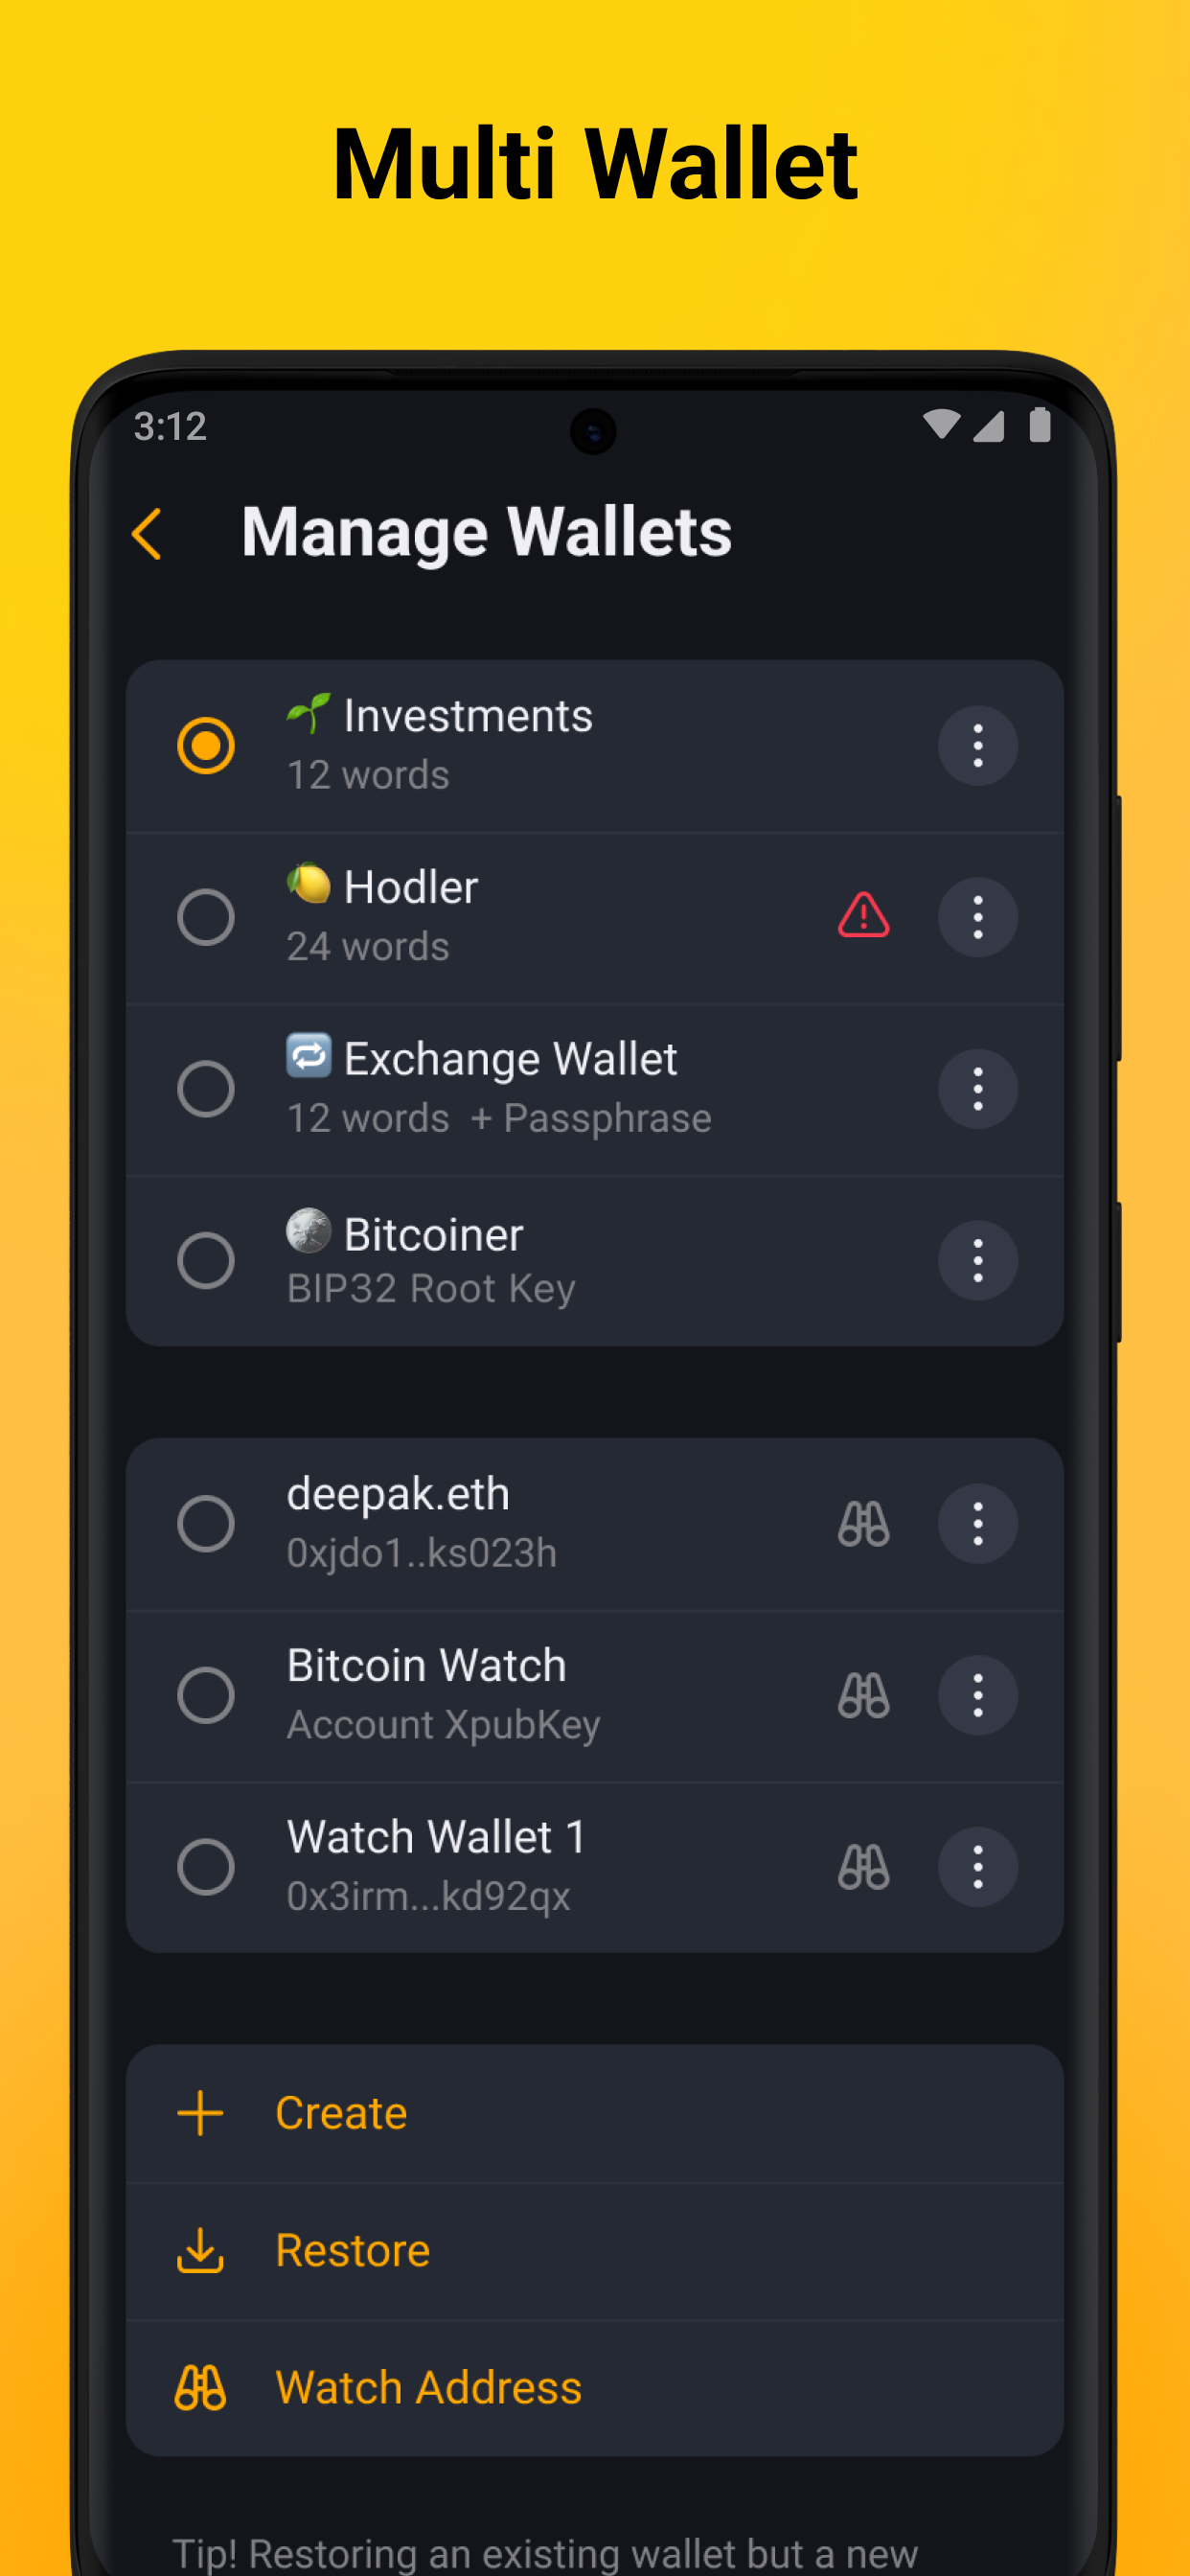 Multi Wallet
3:12
Manage Wallets
Investments
12 words
Hodler
24 words
Exchange Wallet
12 words + Passphrase
Bitcoiner
BIP32 Root Key
deepak.eth
0xjdo1..ks023h
Bitcoin Watch
Account XpubKey
Watch Wallet 1
0x3irm...kd92qx
Create
Restore
Watch Address
Tip! Restoring an existing wallet but a new